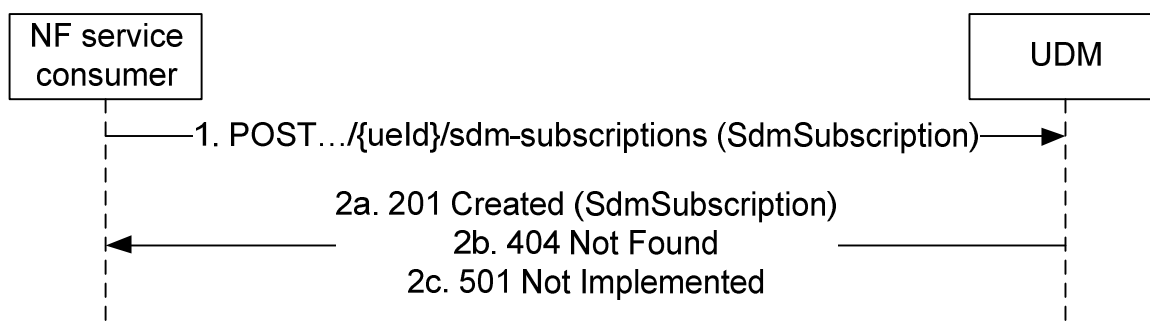 NF service
consumer
UDM
1. POST…/{ueId}/sdm-subscriptions (SdmSubscription)
2a. 201 Created (SdmSubscription)
2b. 404 Not Found
2c. 501 Not Implemented